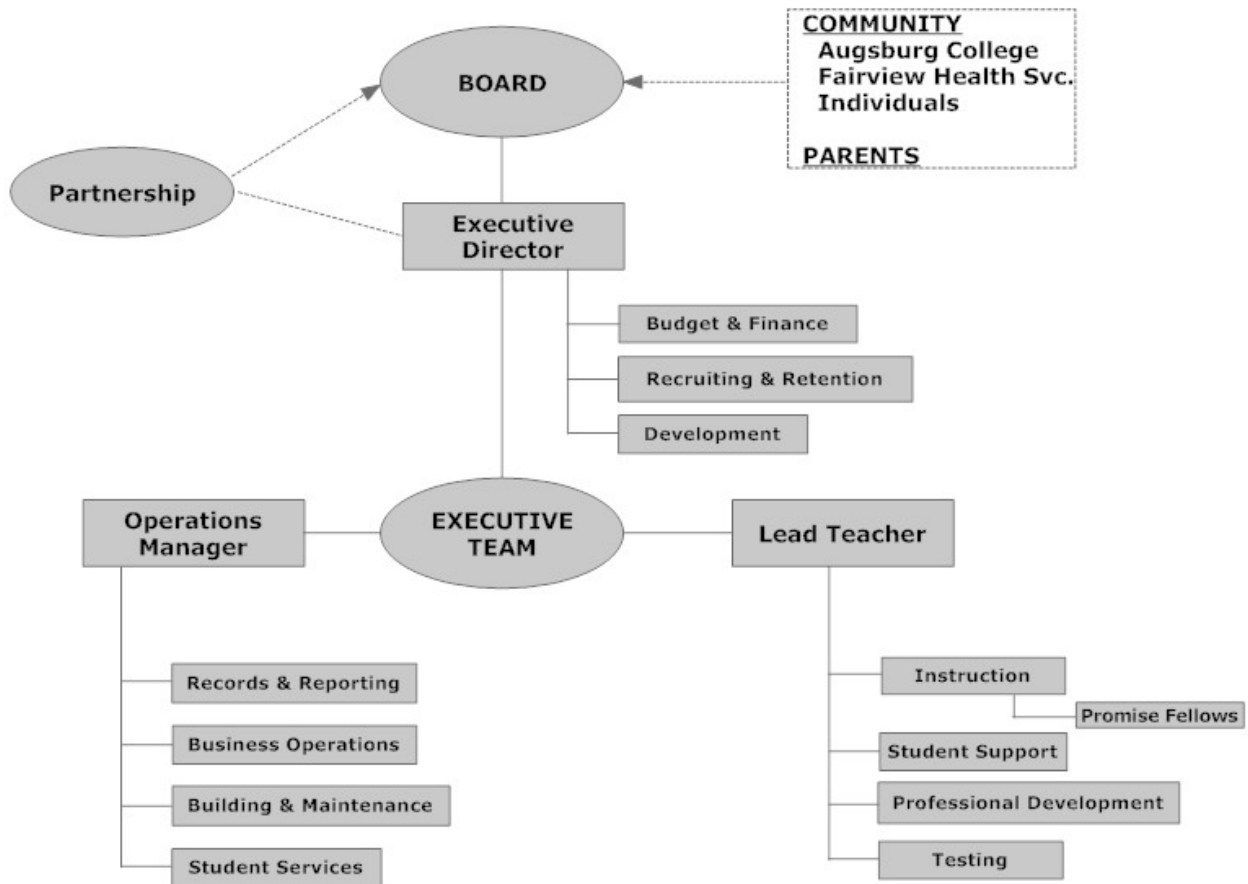 COMMUNITY
Augsburg College
Fairview Health Svc.
Individuals
PARENTS
BOARD
Partnership
Executive
Director
Budget & Finance
Recruiting & Retention
Development
Operations
Manager
EXECUTIVE
TEAM
Lead Teacher
Records & Reporting
Business Operations
Building & Maintenance
Student Services
Instruction
Promise Fellows
Student Support
Professional Development
Testing